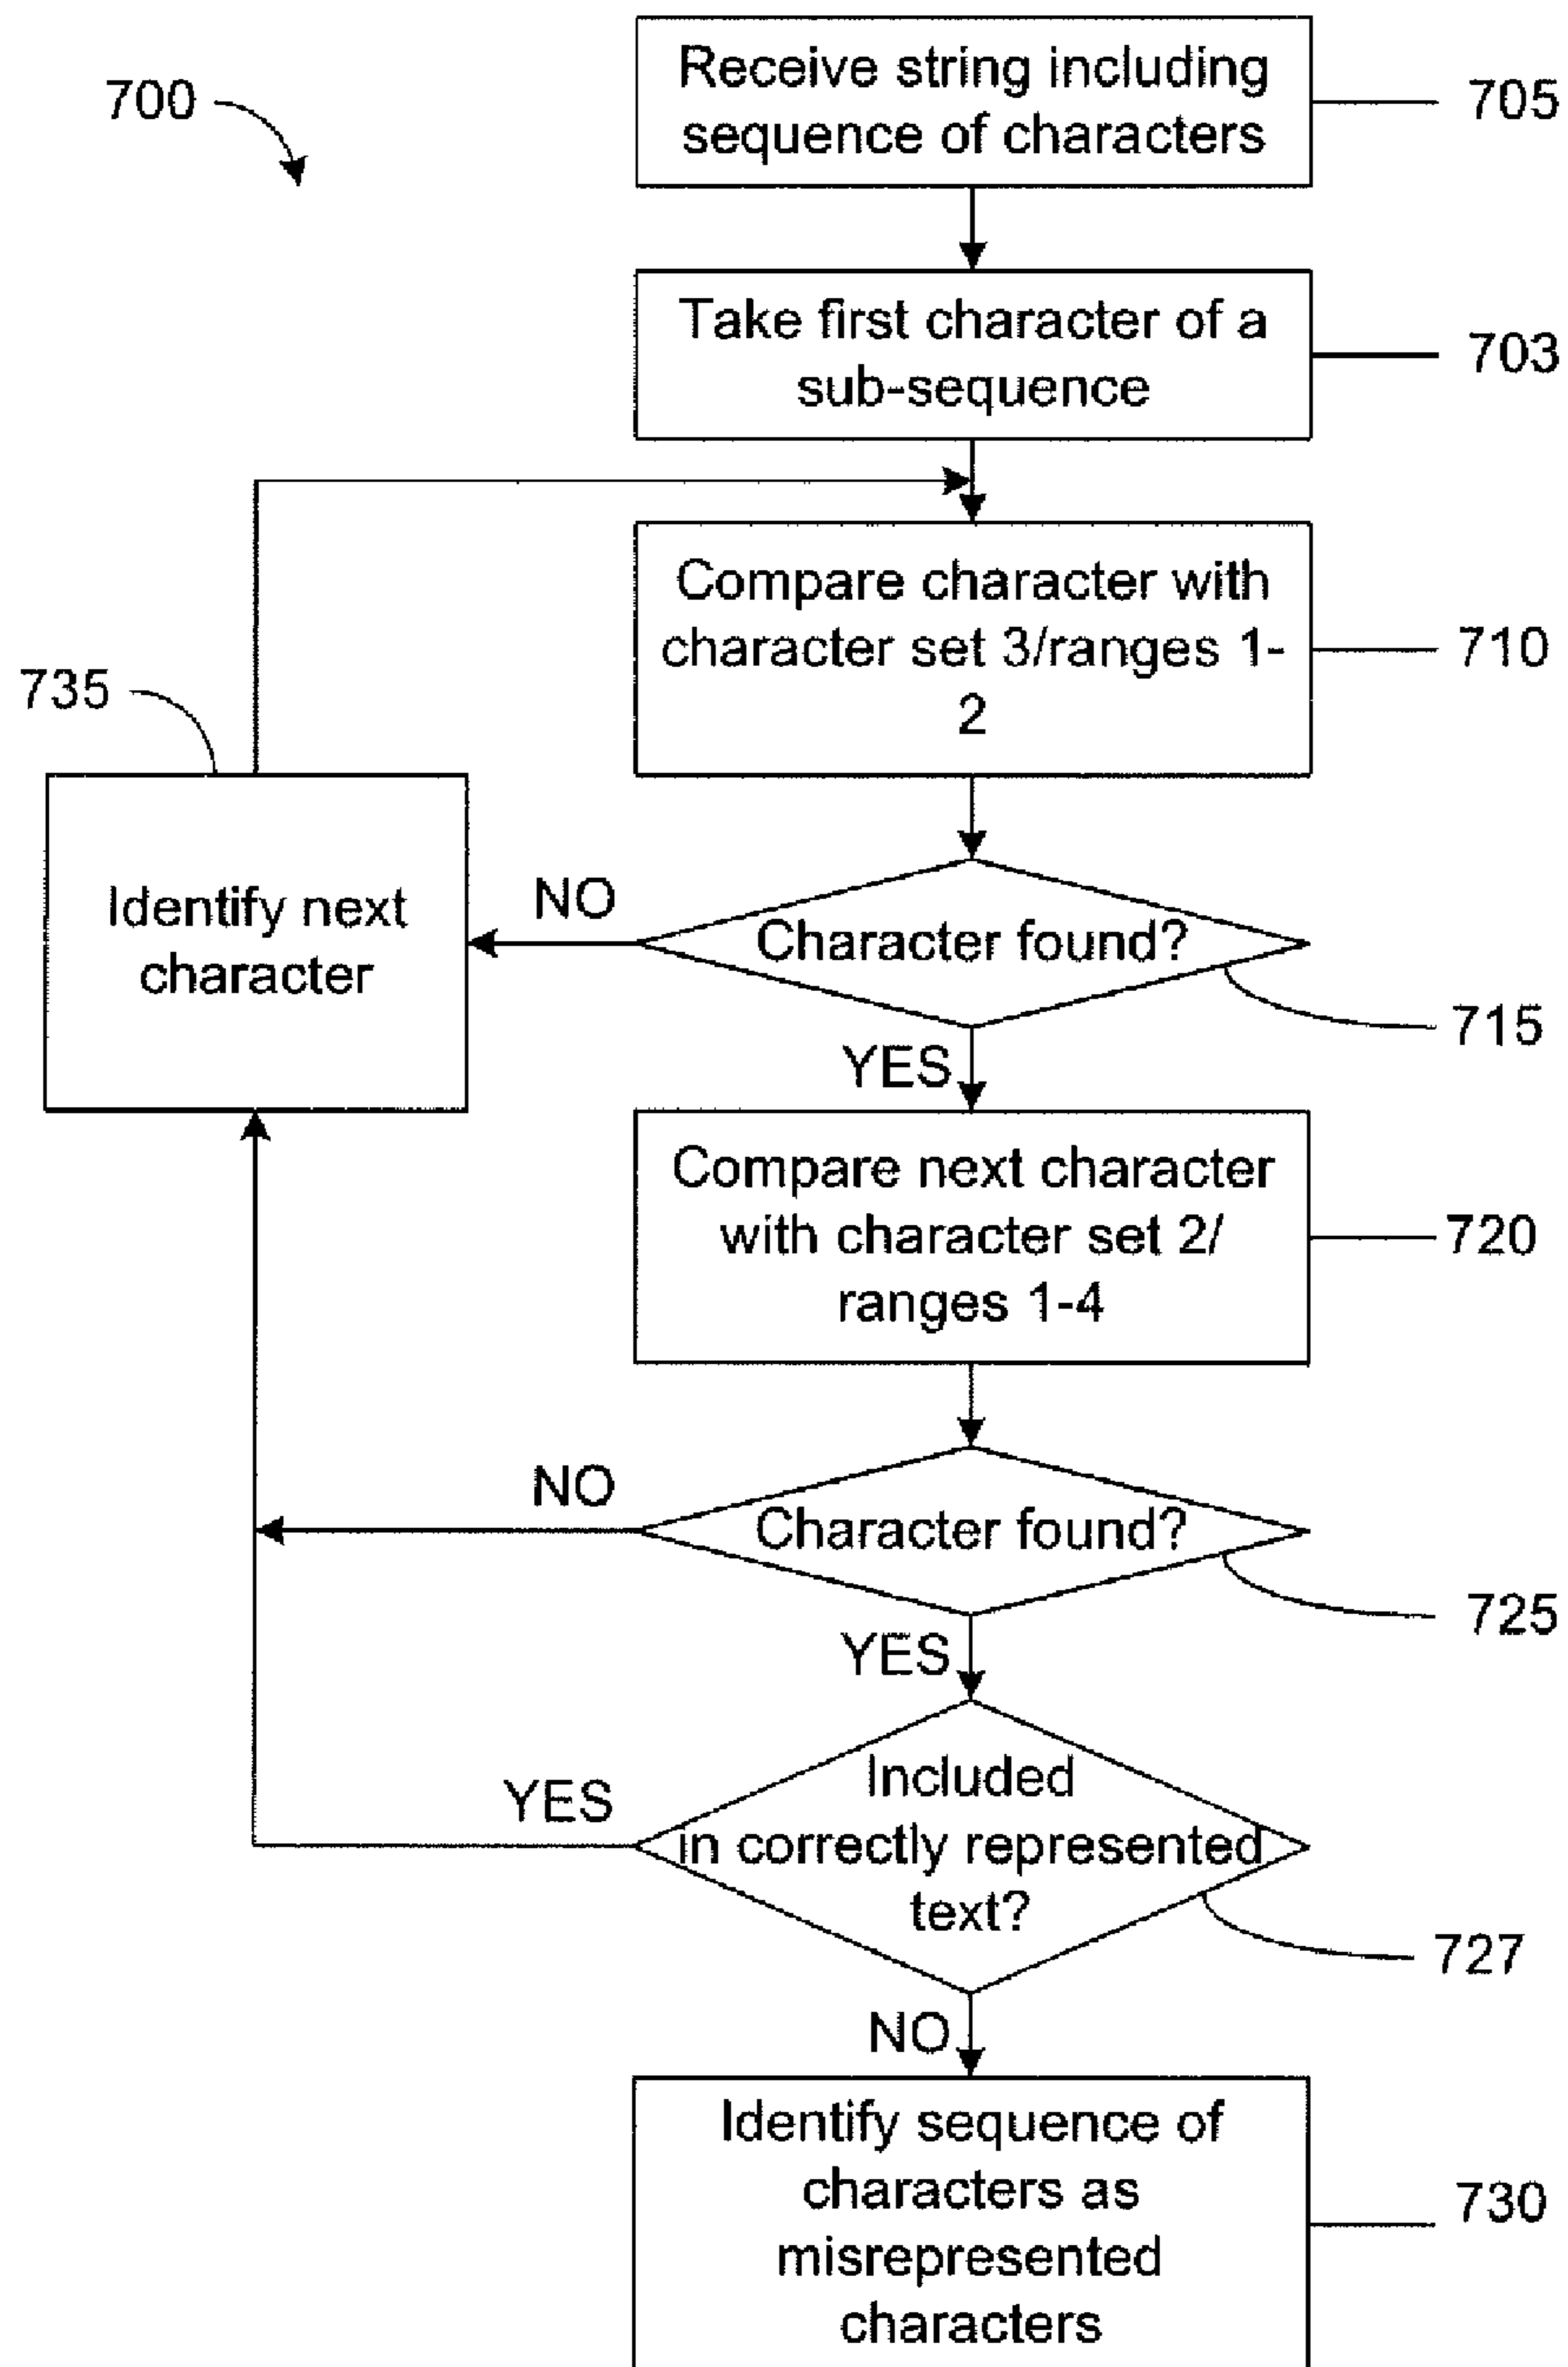 700
Receive string including
sequence of characters
705
Take first character of a
sub-sequence
703
Compare character with
character set 3/ranges 1-
2
710
735
Identify next
character
NO
Character found?
715
YES
Compare next character
with character set 2/
ranges 1-4
720
NO
Character found?
725
YES
Included
in correctly represented
text?
YES
727
NO
Identify sequence of
characters as
misrepresented
characters
730